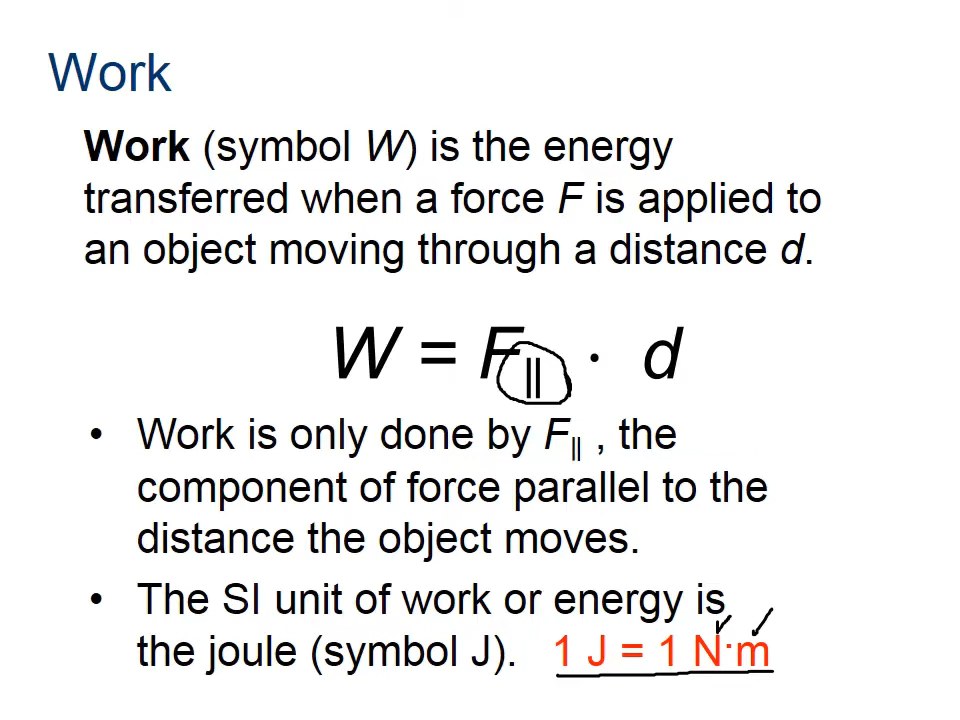 Work
Work (symbol W) is the energy
transferred when a force F is applied to
an object moving through a distance d.
W = F∥ · d
• Work is only done by F∥ , the
component of force parallel to the
distance the object moves.
• The SI unit of work or energy is
the joule (symbol J). 1 J = 1 N·m